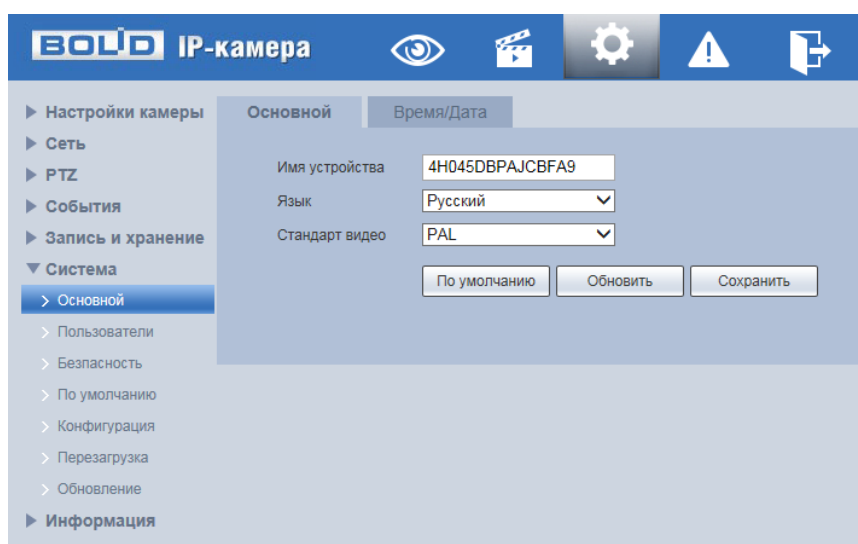 BOLID IP-камера
Настройки камеры
Сеть
PTZ
События
Запись и хранение
Система
Основной
Пользователи
Безпасность
По умолчанию
Конфигурация
Перезагрузка
Обновление
Информация
Основной Время/Дата
Имя устройства 4H045DBPAJCBFA9
Язык Русский
Стандарт видео PAL
По умолчанию Обновить Сохранить